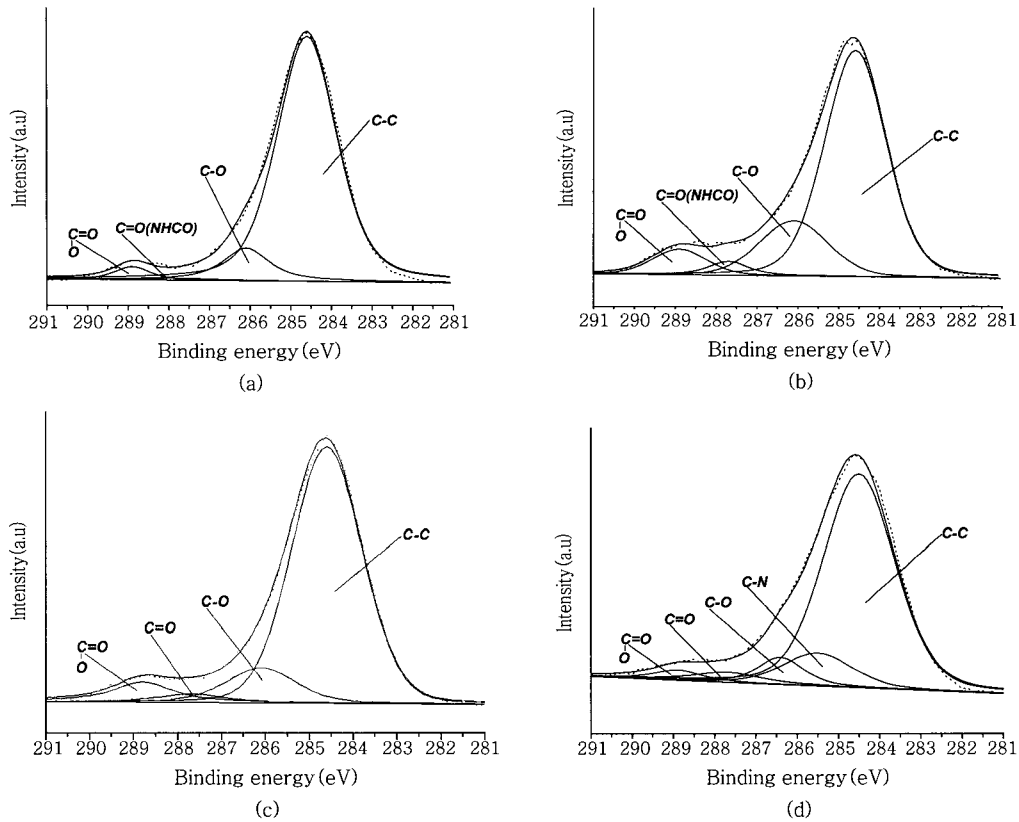 Intensity (a.u)
C-C
C-O
C=O(NHCO)
C=O
O
291 290 289 288 287 286 285 284 283 282 281
Binding energy (eV)
(a)
Intensity (a.u)
C-C
C-O
C=O(NHCO)
C=O
O
291 290 289 288 287 286 285 284 283 282 281
Binding energy (eV)
(b)
Intensity (a.u)
C-C
C-O
C=O
C=O
O
291 290 289 288 287 286 285 284 283 282 281
Binding energy (eV)
(c)
Intensity (a.u)
C-C
C-N
C-O
C=O
C=O
O
291 290 289 288 287 286 285 284 283 282 281
Binding energy (eV)
(d)